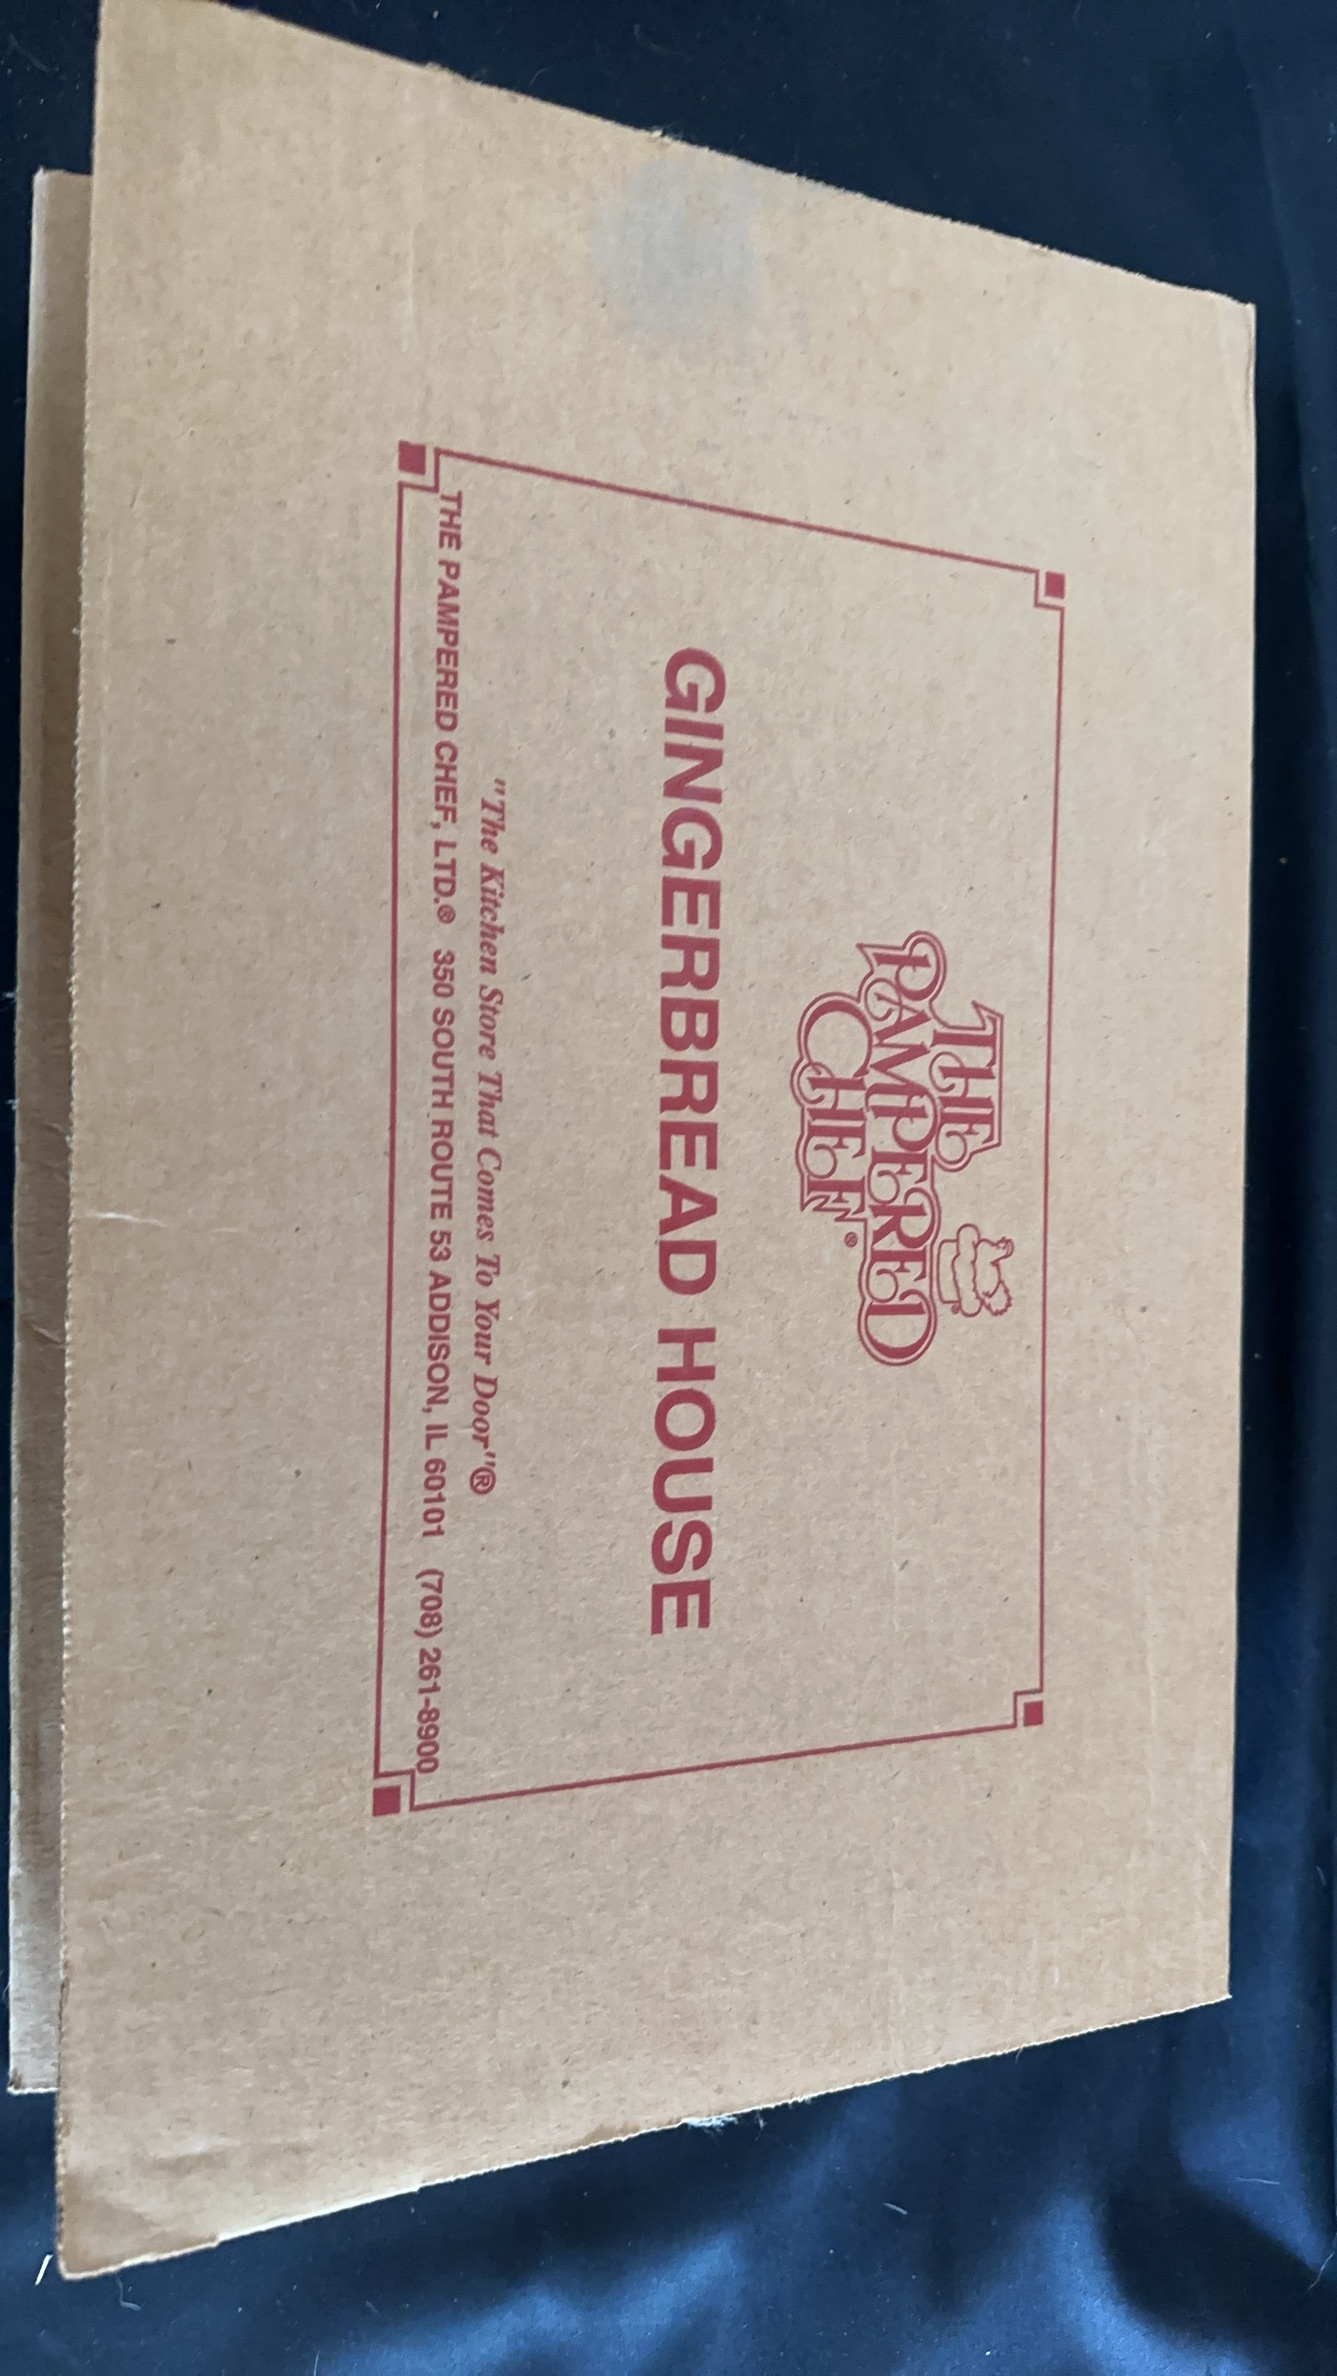 THE
PAMPERED
CHEF®
GINGERBREAD HOUSE
"The Kitchen Store That Comes To Your Door"®
THE PAMPERED CHEF, LTD.® 350 SOUTH ROUTE 53 ADDISON, IL 60101 (708) 261-8900